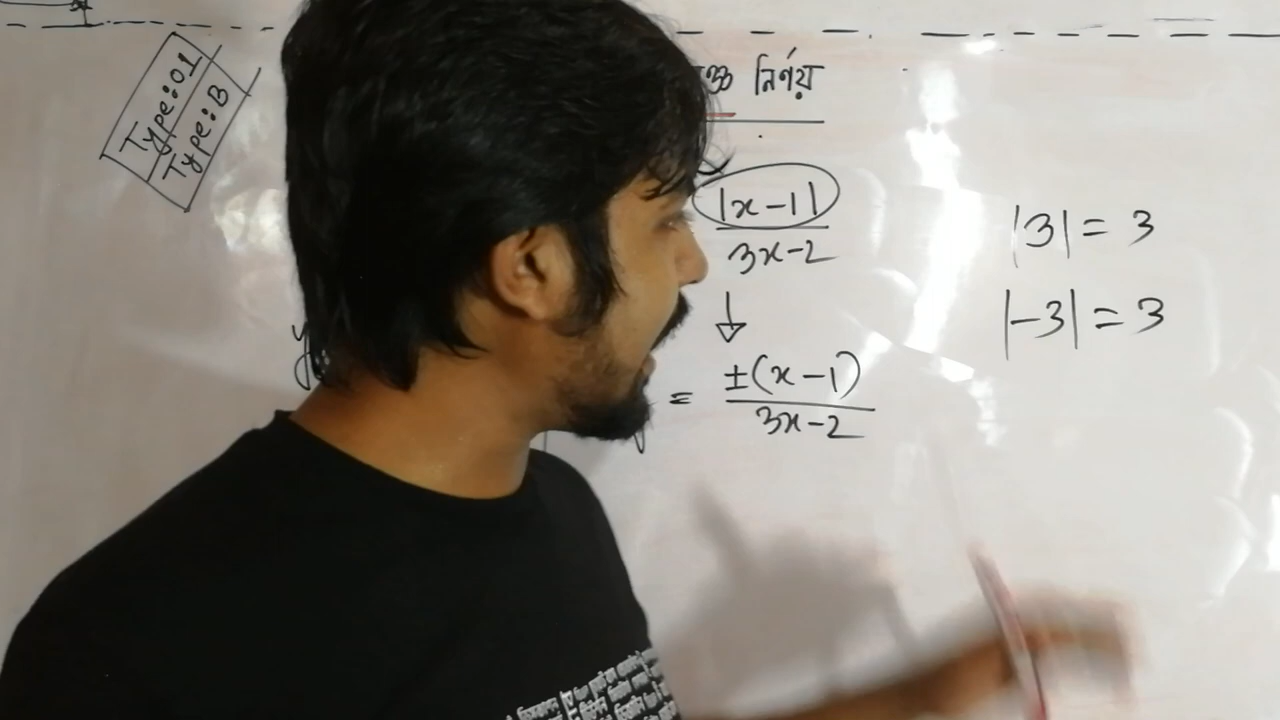 Type:01
Type:B
নির্ণয়
|x-1|
3x-2
|3| = 3
|-3| = 3
↓
y
= ±(x-1)
3x-2